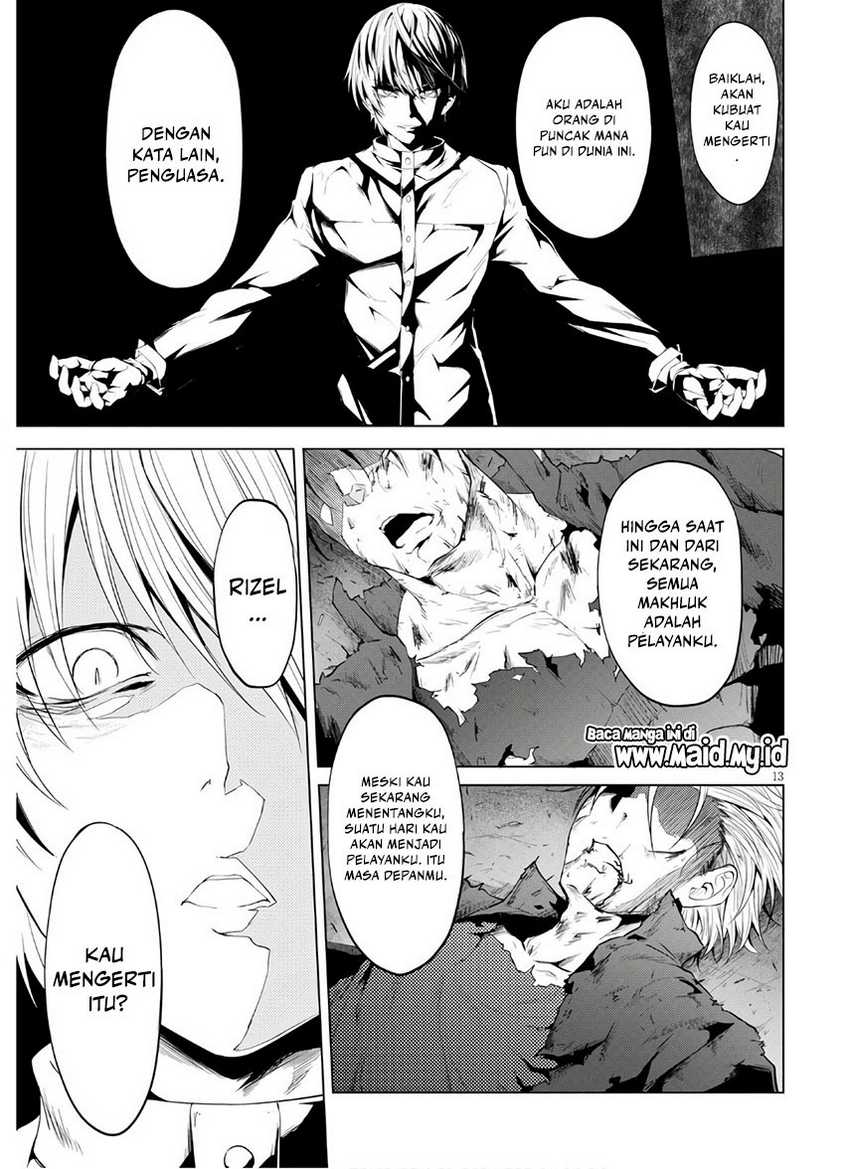 BAIKLAH,
AKAN
KUBUAT
KAU
MENGERTI
.
AKU ADALAH
ORANG DI
PUNCAK MANA
PUN DI DUNIA INI.
DENGAN
KATA LAIN,
PENGUASA.
HINGGA SAAT
INI DAN DARI
SEKARANG,
SEMUA
MAKHLUK
ADALAH
PELAYANKU.
Baca Manga ini di
www.Maid.my.id
13
MESKI KAU
SEKARANG
MENENTANGKU,
SUATU HARI KAU
AKAN MENJADI
PELAYANKU. ITU
MASA DEPANMU.
RIZEL
...
KAU
MENGERTI
ITU?